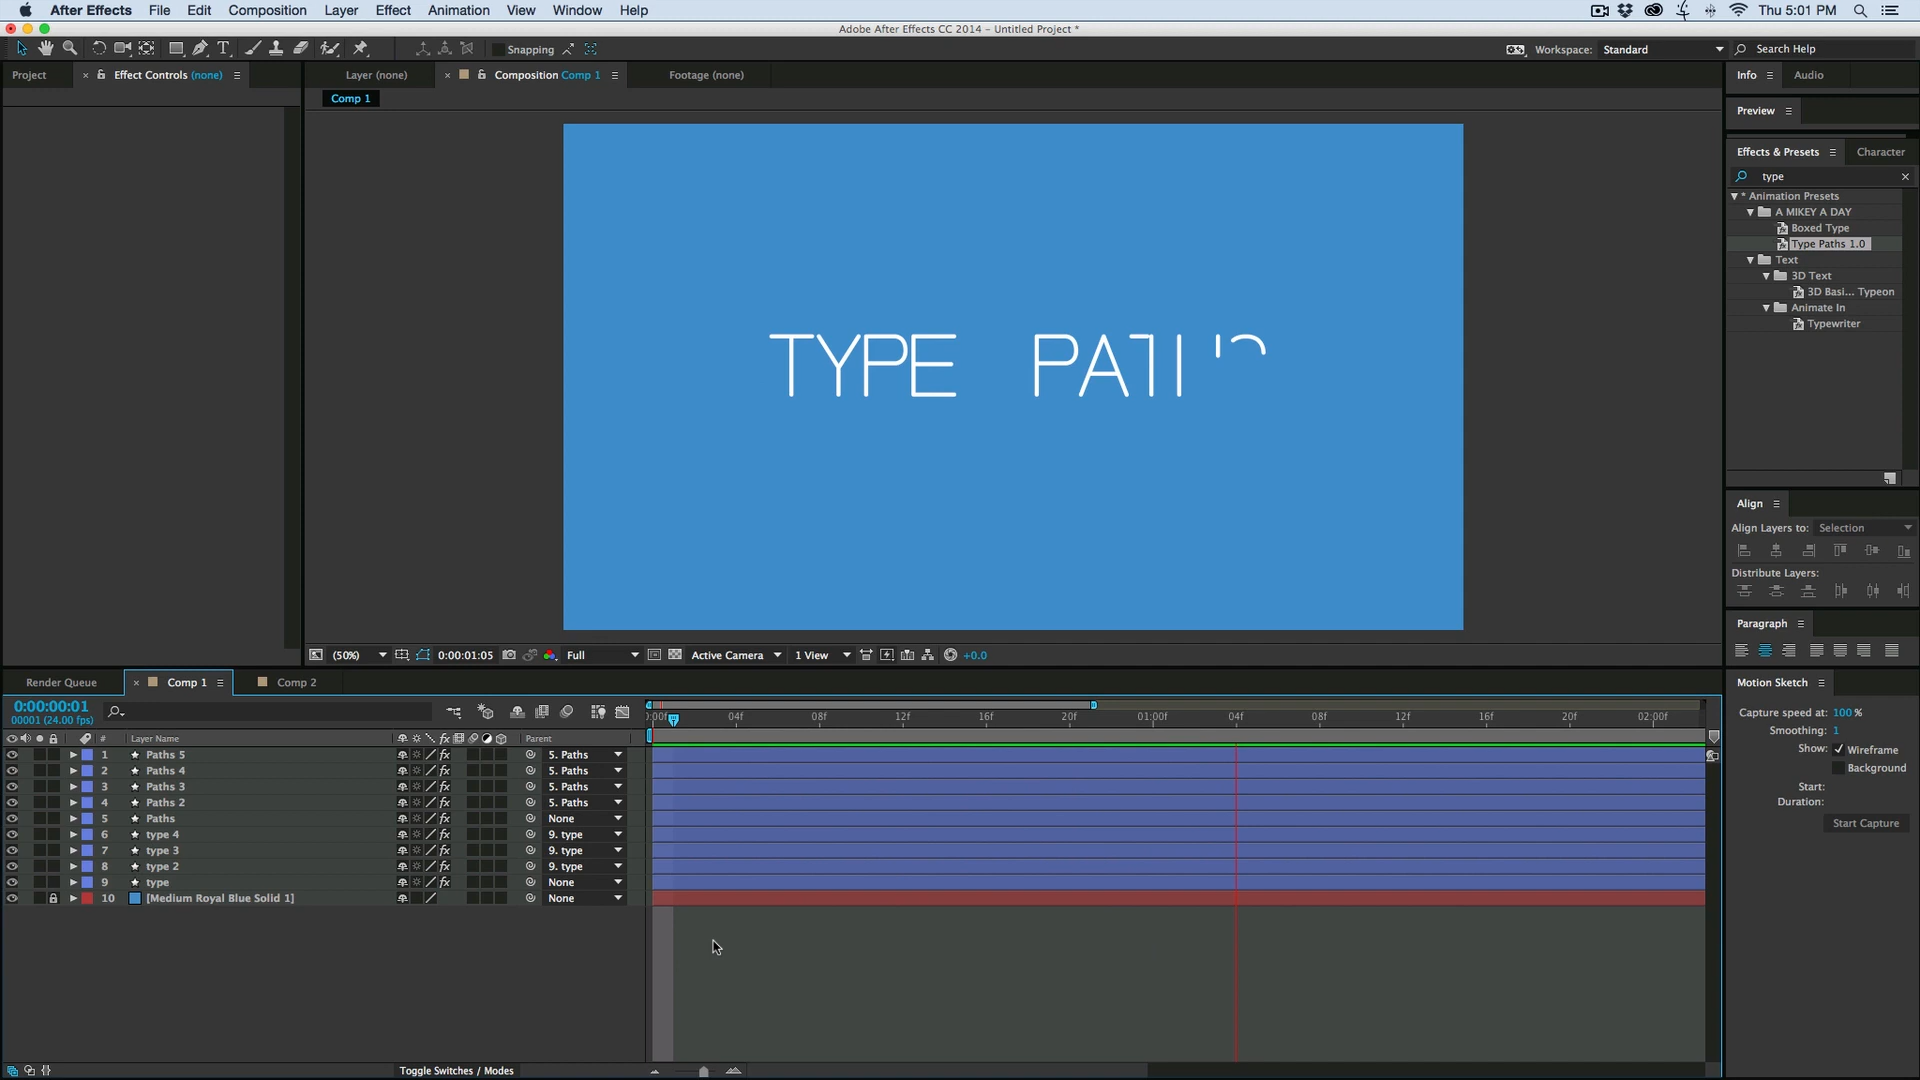 After Effects File Edit Composition Layer Effect Animation View Window Help
Thu 5:01 PM
Adobe After Effects CC 2014 - Untitled Project *
Snapping
Workspace: Standard
Search Help
Project
Effect Controls (none)
Layer (none)
Composition Comp 1
Footage (none)
Comp 1
Info
Audio
Preview
Effects & Presets
Character
type
* Animation Presets
A MIKEY A DAY
Boxed Type
Type Paths 1.0
Text
3D Text
3D Basi... Typeon
Animate In
Typewriter
TYPE PA
Align
Align Layers to: Selection
Distribute Layers:
Paragraph
(50%)
0:00:01:05
Full
Active Camera
1 View
+0.0
Render Queue
Comp 1
Comp 2
0:00:00:01
00001 (24.00 fps)
0:00f 04f 08f 12f 16f 20f 01:00f 04f 08f 12f 16f 20f 02:00f
# Layer Name Parent
1 Paths 5 5. Paths
2 Paths 4 5. Paths
3 Paths 3 5. Paths
4 Paths 2 5. Paths
5 Paths None
6 type 4 9. type
7 type 3 9. type
8 type 2 9. type
9 type None
10 [Medium Royal Blue Solid 1] None
Toggle Switches / Modes
Motion Sketch
Capture speed at: 100 %
Smoothing: 1
Show: Wireframe
Background
Start:
Duration:
Start Capture